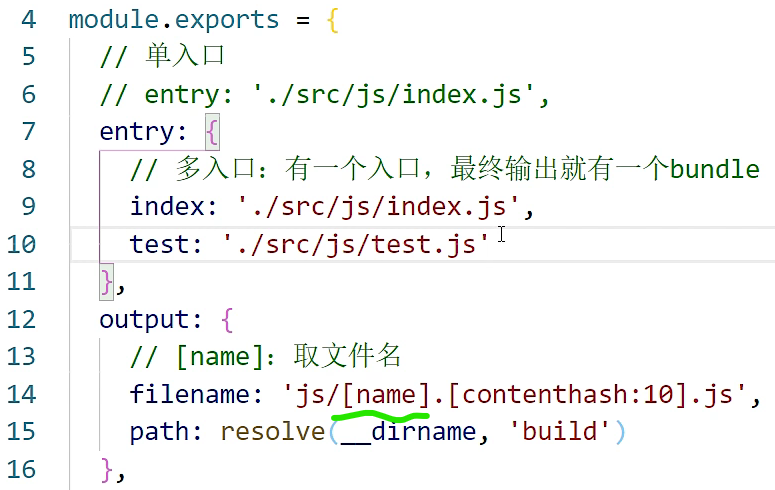 4 module.exports = {
5 // 单入口
6 // entry: './src/js/index.js',
7 entry: {
8 // 多入口：有一个入口，最终输出就有一个bundle
9 index: './src/js/index.js',
10 test: './src/js/test.js'
11 },
12 output: {
13 // [name]：取文件名
14 filename: 'js/[name].[contenthash:10].js',
15 path: resolve(__dirname, 'build')
16 },